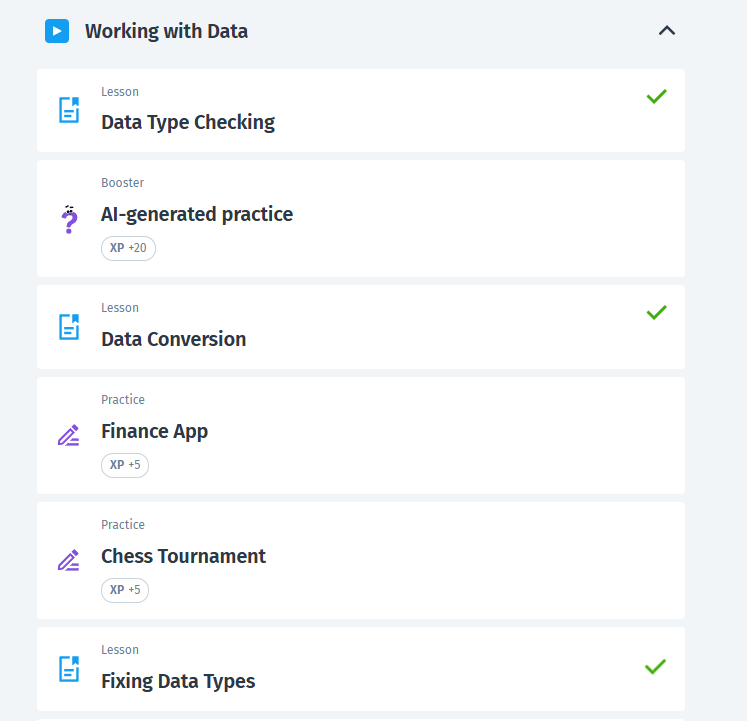 Working with Data
Lesson
Data Type Checking
Booster
AI-generated practice
XP +20
Lesson
Data Conversion
Practice
Finance App
XP +5
Practice
Chess Tournament
XP +5
Lesson
Fixing Data Types